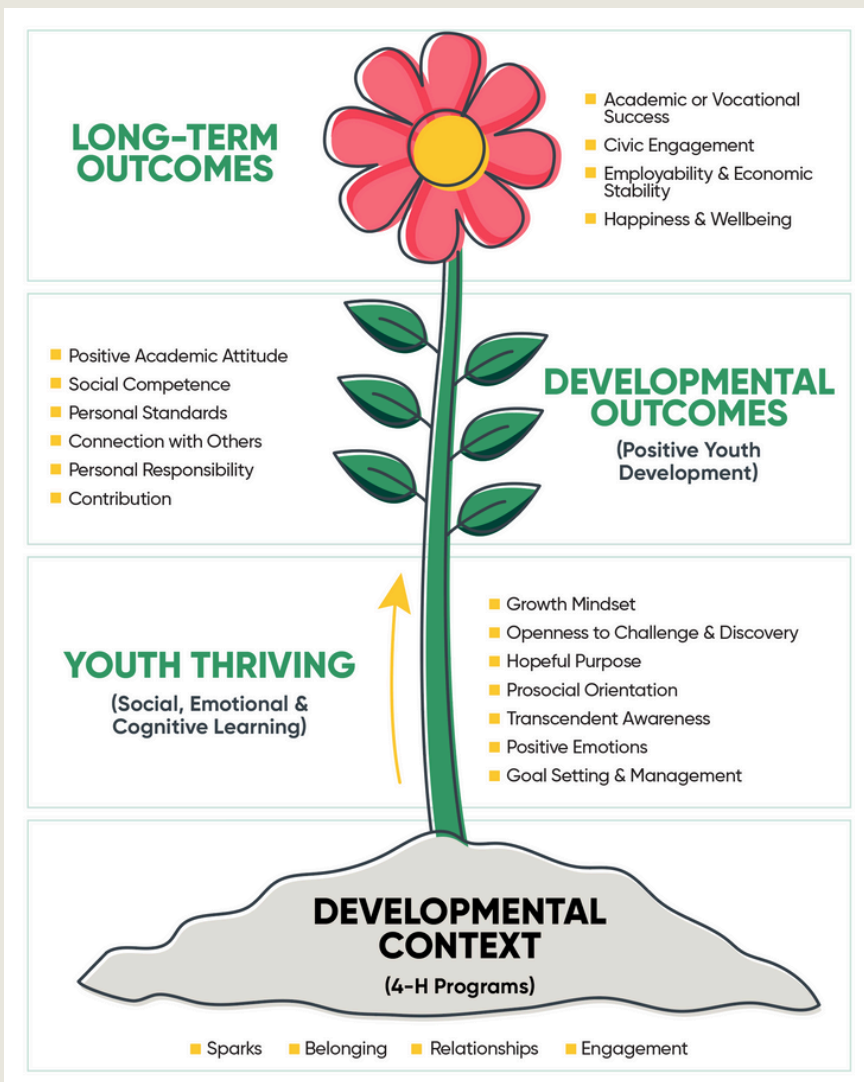 LONG-TERM
OUTCOMES
Academic or Vocational
Success
Civic Engagement
Employability & Economic
Stability
Happiness & Wellbeing
Positive Academic Attitude
Social Competence
Personal Standards
Connection with Others
Personal Responsibility
Contribution
DEVELOPMENTAL
OUTCOMES
(Positive Youth
Development)
YOUTH THRIVING
(Social, Emotional &
Cognitive Learning)
Growth Mindset
Openness to Challenge & Discovery
Hopeful Purpose
Prosocial Orientation
Transcendent Awareness
Positive Emotions
Goal Setting & Management
DEVELOPMENTAL
CONTEXT
(4-H Programs)
Sparks Belonging Relationships Engagement